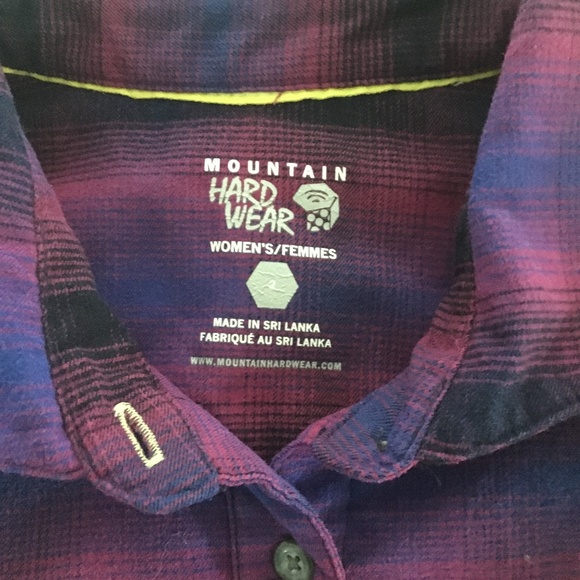 MOUNTAIN
HARD
WEAR
WOMEN'S/FEMMES
MADE IN SRI LANKA
FABRIQUÉ AU SRI LANKA
WWW.MOUNTAINHARDWEAR.COM